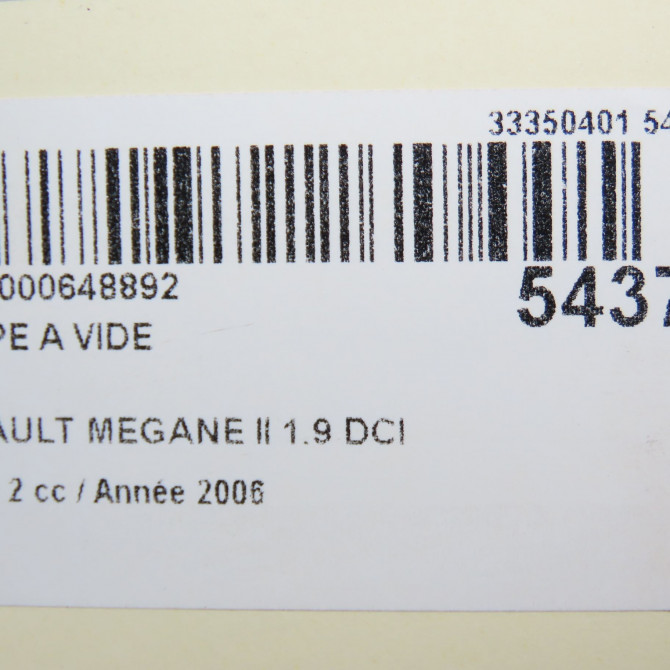 33350401 54
000648892
5437
PE A VIDE
AULT MEGANE II 1.9 DCI
2 cc / Année 2006